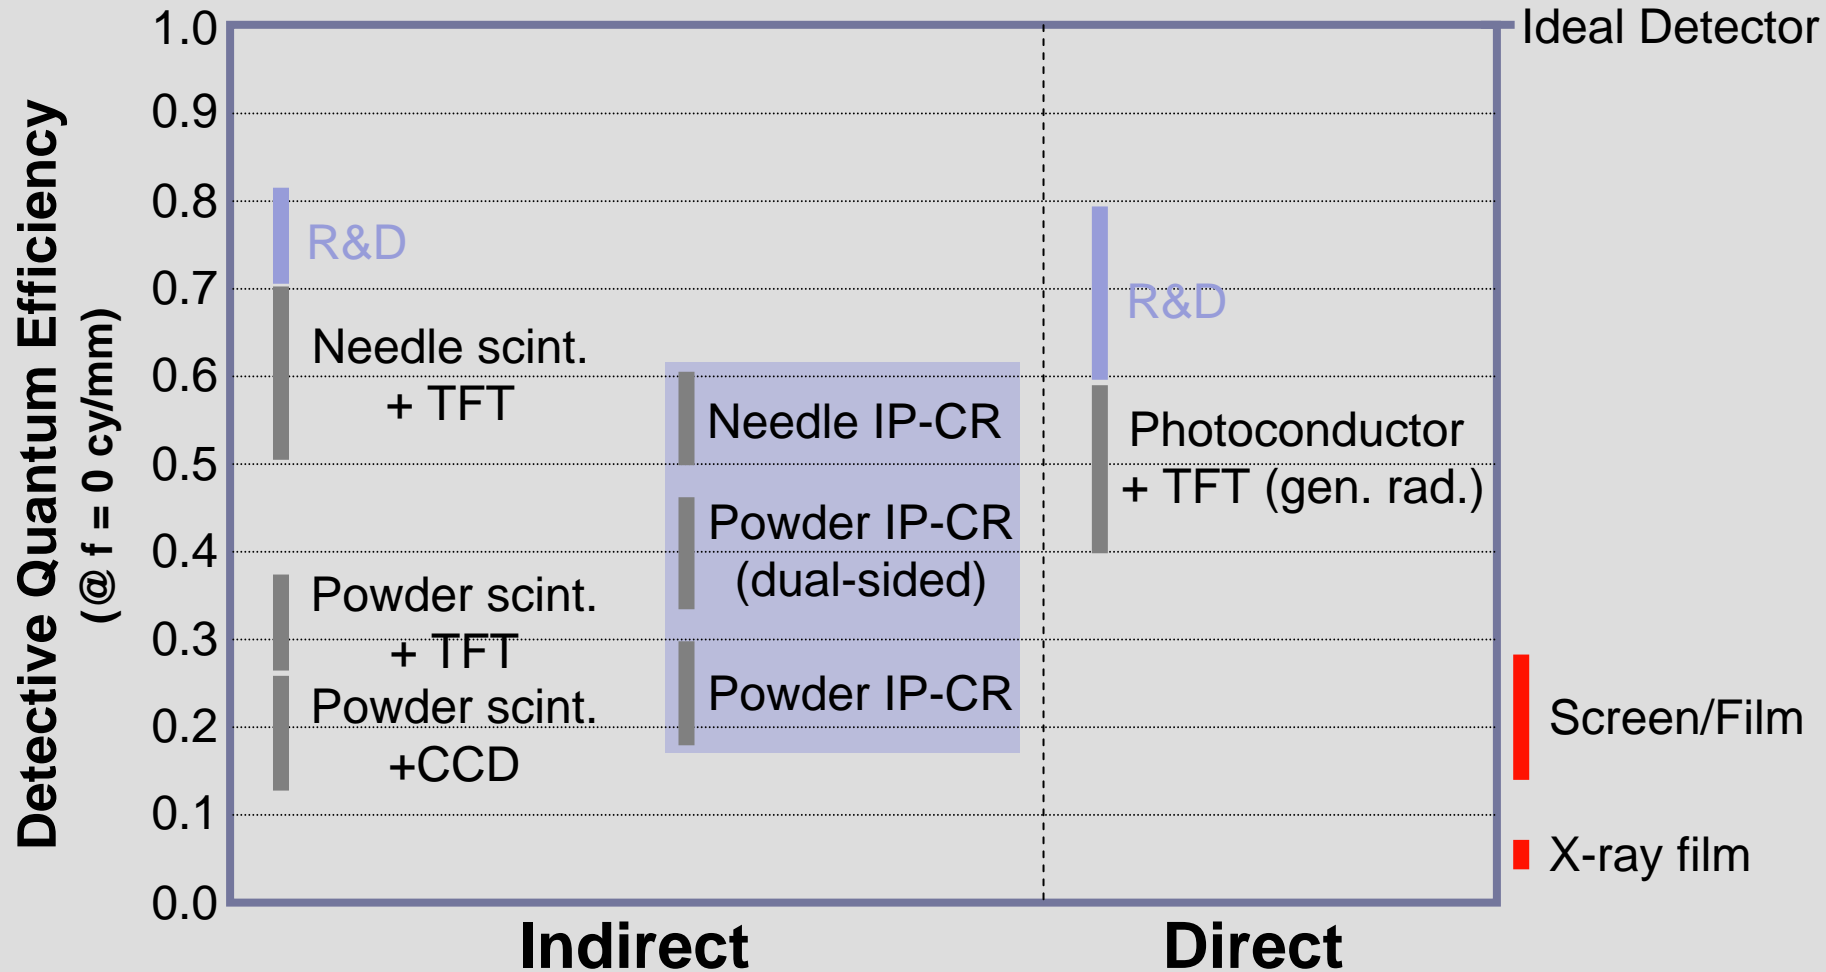 Detective Quantum Efficiency
(@ f = 0 cy/mm)
1.0
0.9
0.8
0.7
0.6
0.5
0.4
0.3
0.2
0.1
0.0
R&D
Needle scint.
+ TFT
Powder scint.
+ TFT
Powder scint.
+CCD
Needle IP-CR
Powder IP-CR
(dual-sided)
Powder IP-CR
R&D
Photoconductor
+ TFT (gen. rad.)
Ideal Detector
Screen/Film
X-ray film
Indirect
Direct